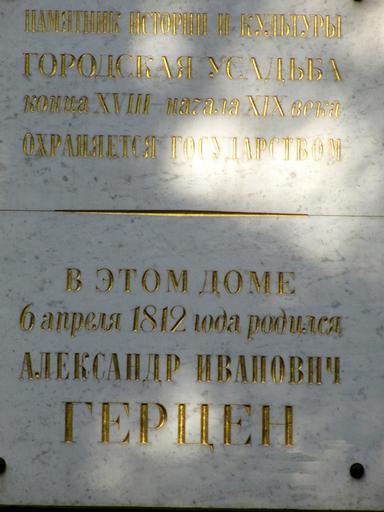 ПАМЯТНИК ИСТОРИИ И КУЛЬТУРЫ
ГОРОДСКАЯ УСАДЬБА
конца XVIII – начала XIX века
ОХРАНЯЕТСЯ ГОСУДАРСТВОМ
В ЭТОМ ДОМЕ
6 апреля 1812 года родился
АЛЕКСАНДР ИВАНОВИЧ
ГЕРЦЕН